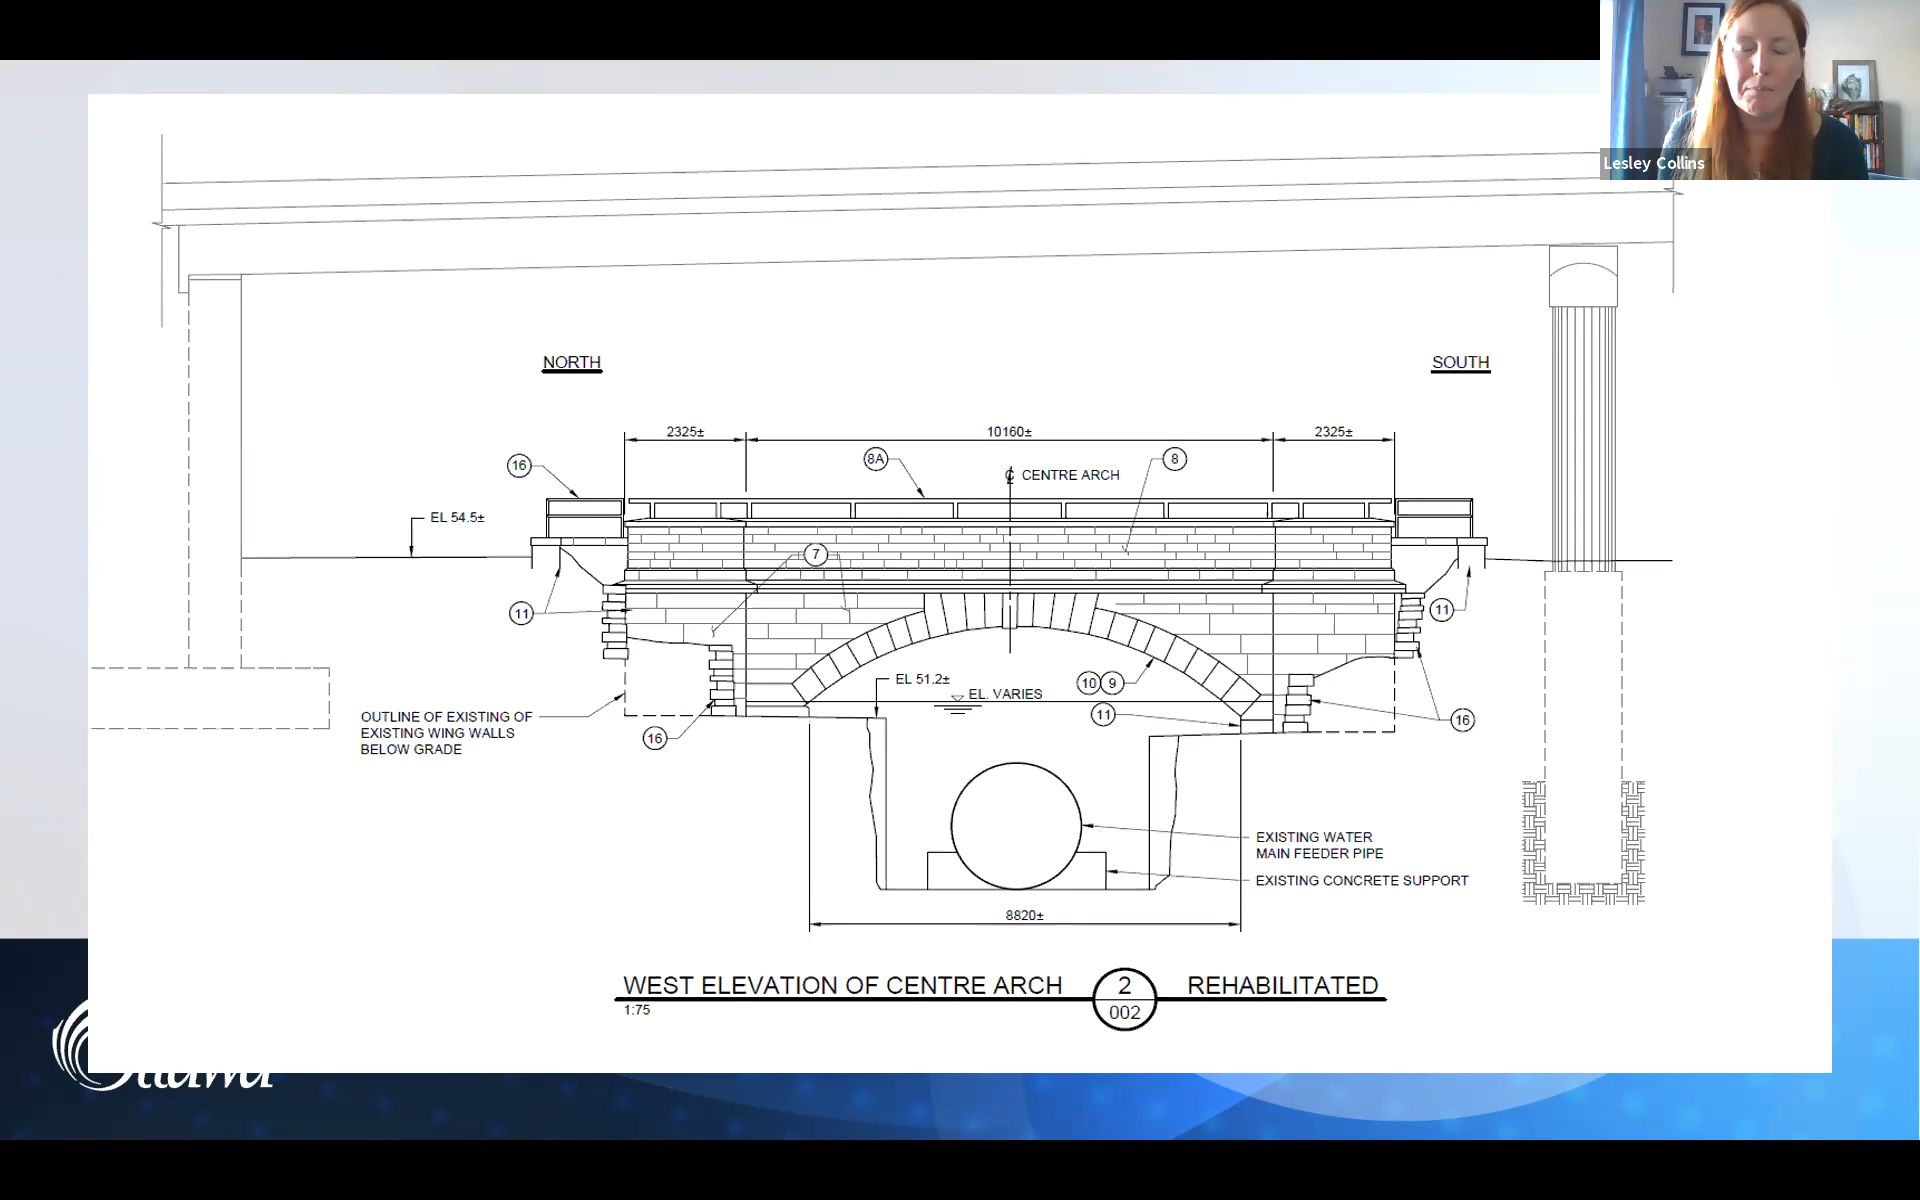 Lesley Collins
NORTH
SOUTH
2325±
10160±
2325±
16
8A
8
CENTRE ARCH
EL 54.5±
7
11
11
EL 51.2±
EL. VARIES
10
9
11
OUTLINE OF EXISTING OF
EXISTING WING WALLS
BELOW GRADE
16
16
EXISTING WATER
MAIN FEEDER PIPE
EXISTING CONCRETE SUPPORT
8820±
WEST ELEVATION OF CENTRE ARCH
2
002
REHABILITATED
1:75
Ottawa